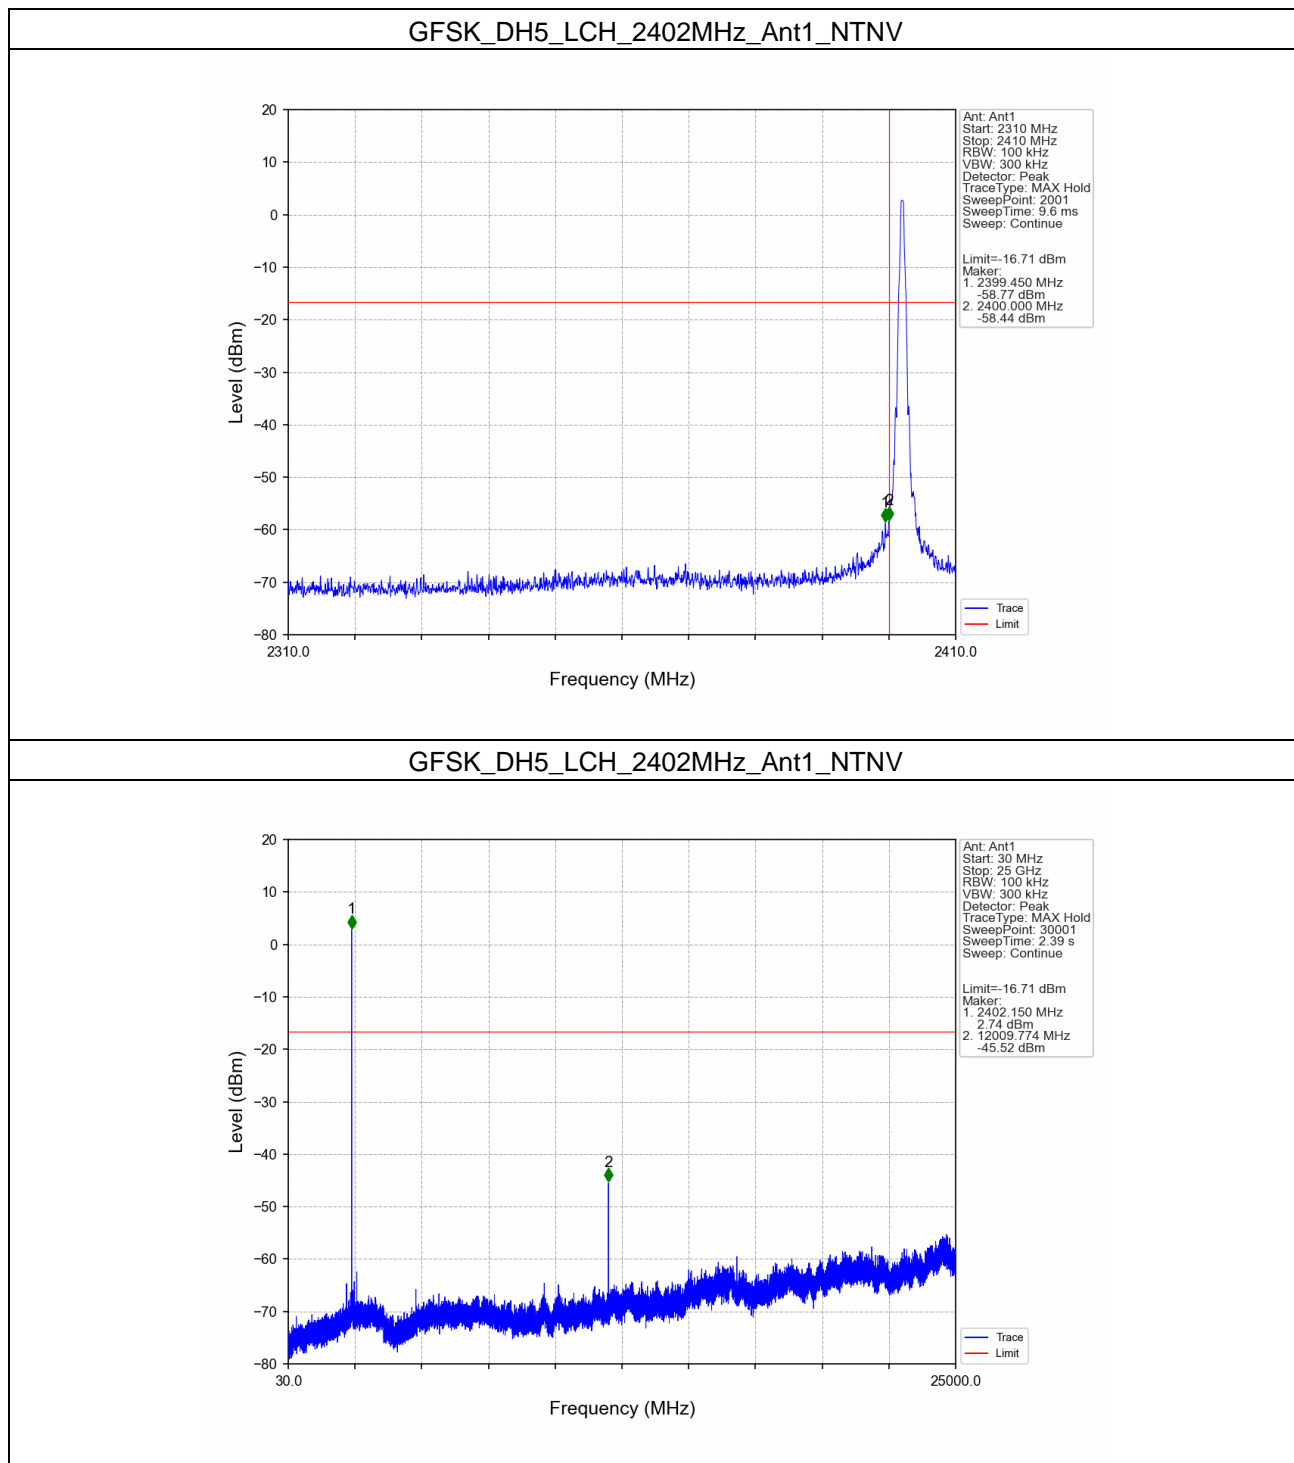 GFSK_DH5_LCH_2402MHz_Ant1_NTNV
20
10
0
−10
−20
−30
−40
−50
−60
−70
−80
Level (dBm)
1
2
2310.0
2410.0
Frequency (MHz)
Ant: Ant1
Start: 2310 MHz
Stop: 2410 MHz
RBW: 100 kHz
VBW: 300 kHz
Detector: Peak
TraceType: MAX Hold
SweepPoint: 2001
SweepTime: 9.6 ms
Sweep: Continue
Limit=-16.71 dBm
Maker:
1. 2399.450 MHz
-58.77 dBm
2. 2400.000 MHz
-58.44 dBm
Trace
Limit
GFSK_DH5_LCH_2402MHz_Ant1_NTNV
20
10
0
−10
−20
−30
−40
−50
−60
−70
−80
Level (dBm)
1
2
30.0
25000.0
Frequency (MHz)
Ant: Ant1
Start: 30 MHz
Stop: 25 GHz
RBW: 100 kHz
VBW: 300 kHz
Detector: Peak
TraceType: MAX Hold
SweepPoint: 30001
SweepTime: 2.39 s
Sweep: Continue
Limit=-16.71 dBm
Maker:
1. 2402.150 MHz
2.74 dBm
2. 12009.774 MHz
-45.52 dBm
Trace
Limit